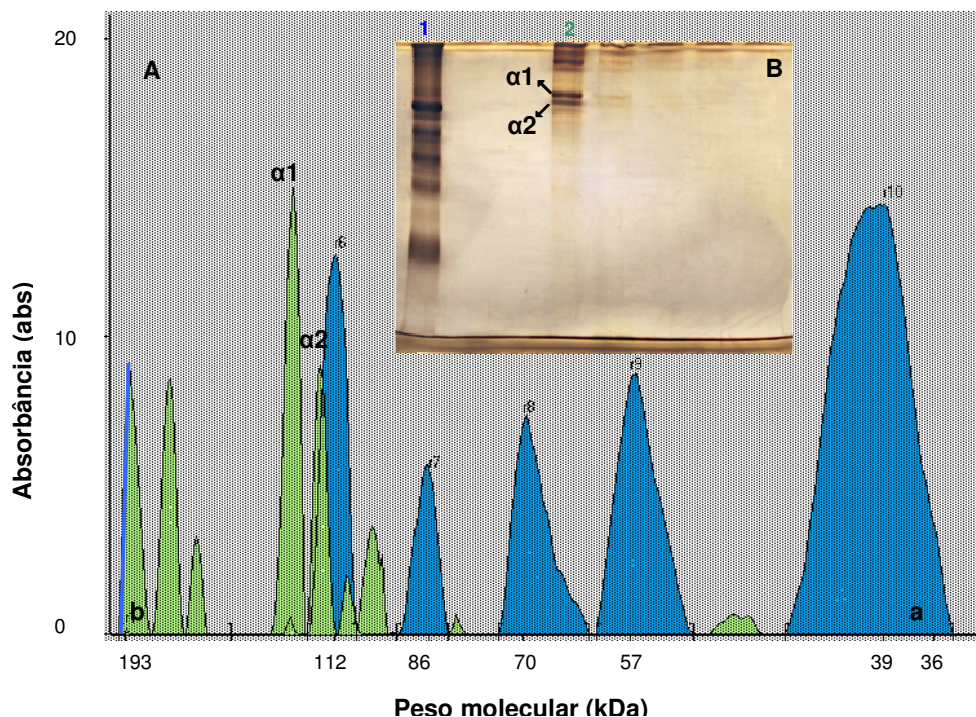 20
A
1
2
α1
α2
B
α1
r6
α2
10
r7
r8
r9
r10
Absorbância (abs)
0
b
a
193
112
86
70
57
39
36
Peso molecular (kDa)